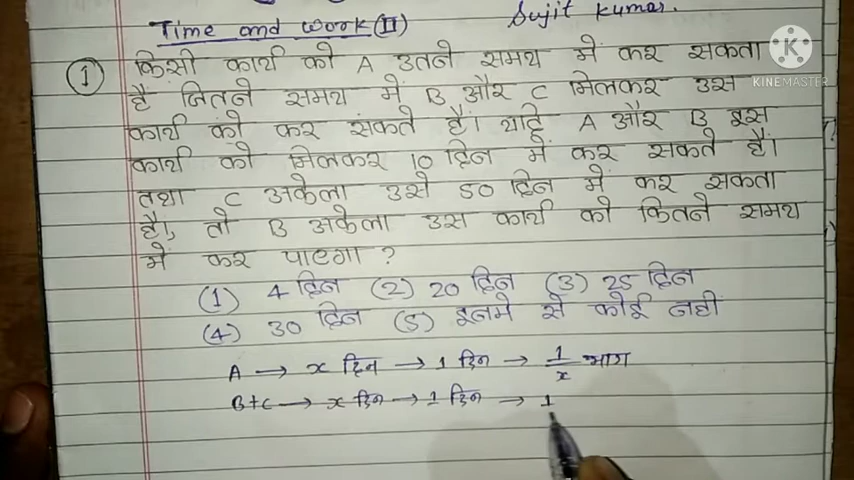 Time and work (II)
Sujit kumar.
KINEMASTER
① किसी कार्य को A उतने समय में कर सकता
है जितने समय में B और C मिलकर उस
कार्य को कर सकते हैं। यदि A और B इस
कार्य को मिलकर 10 दिन में कर सकते हैं।
तथा C अकेला उसे 50 दिन में कर सकता
है, तो B अकेला उस कार्य को कितने समय
में कर पाएगा ?
(1) 4 दिन (2) 20 दिन (3) 25 दिन
(4) 30 दिन (5) इनमे से कोई नही
A → x दिन → 1 दिन → 1/x भाग
B+C → x दिन → 1 दिन → 1